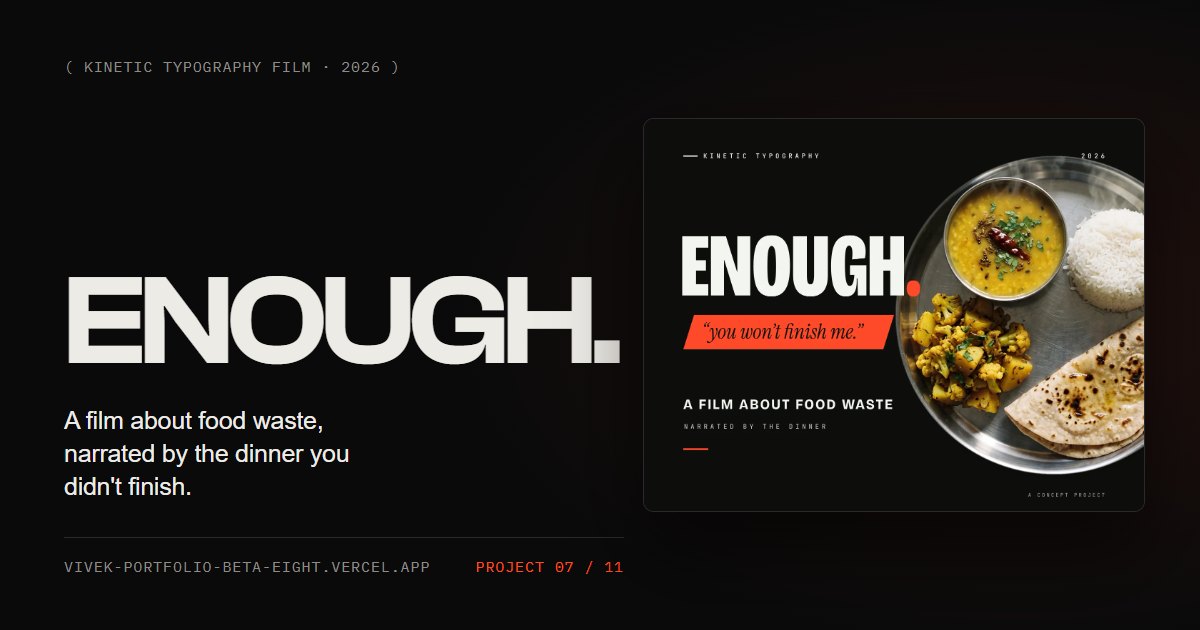 ( KINETIC TYPOGRAPHY FILM · 2026 )
ENOUGH.
A film about food waste,
narrated by the dinner you
didn't finish.
VIVEK-PORTFOLIO-BETA-EIGHT.VERCEL.APP
PROJECT 07 / 11
KINETIC TYPOGRAPHY
2026
ENOUGH.
“you won’t finish me.”
A FILM ABOUT FOOD WASTE
NARRATED BY THE DINNER
A CONCEPT PROJECT